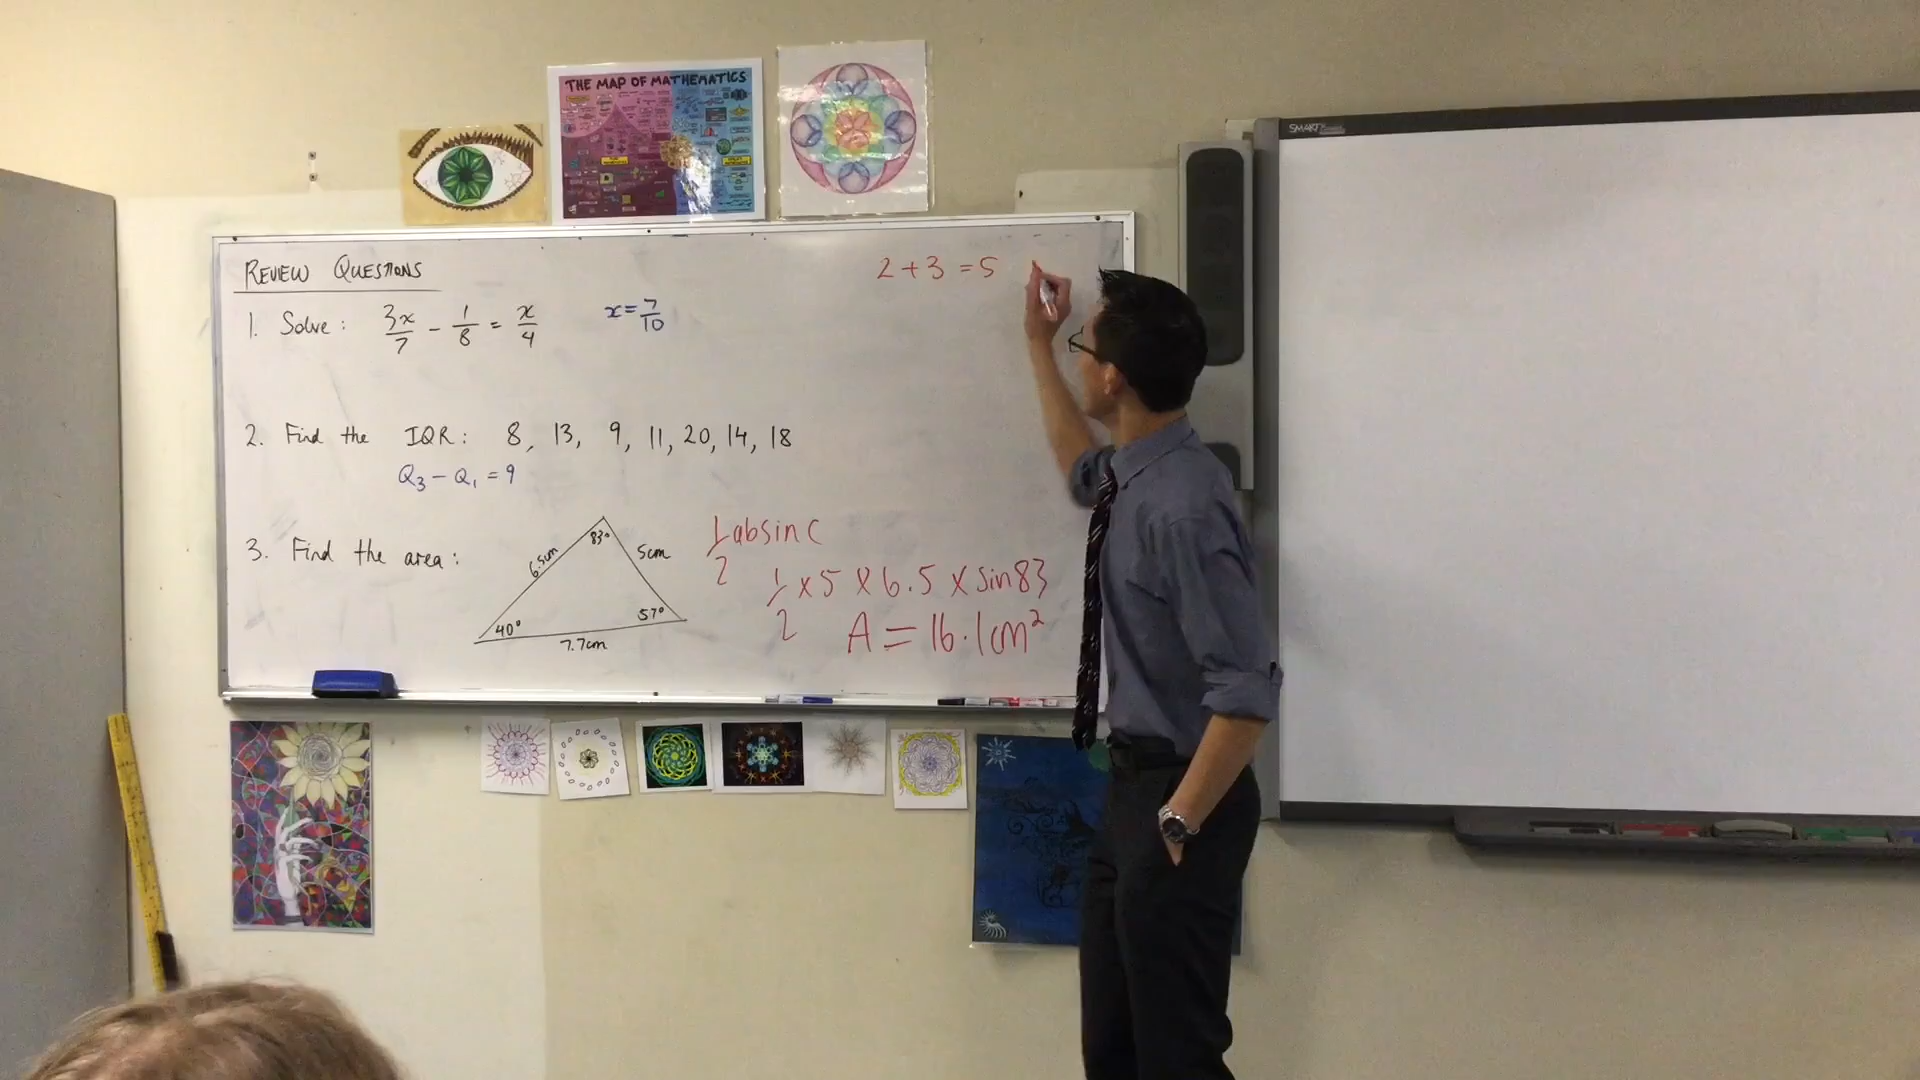 THE MAP OF MATHEMATICS
SMART
REVIEW QUESTIONS
2 + 3 = 5
1. Solve : 3x/7 - 1/8 = x/4 x = 7/10
2. Find the IQR : 8, 13, 9, 11, 20, 14, 18
Q3 - Q1 = 9
3. Find the area :
83°
6.5cm
5cm
40°
57°
7.7cm
1/2 absin C
1/2 x 5 x 6.5 x sin83
A = 16.1cm²